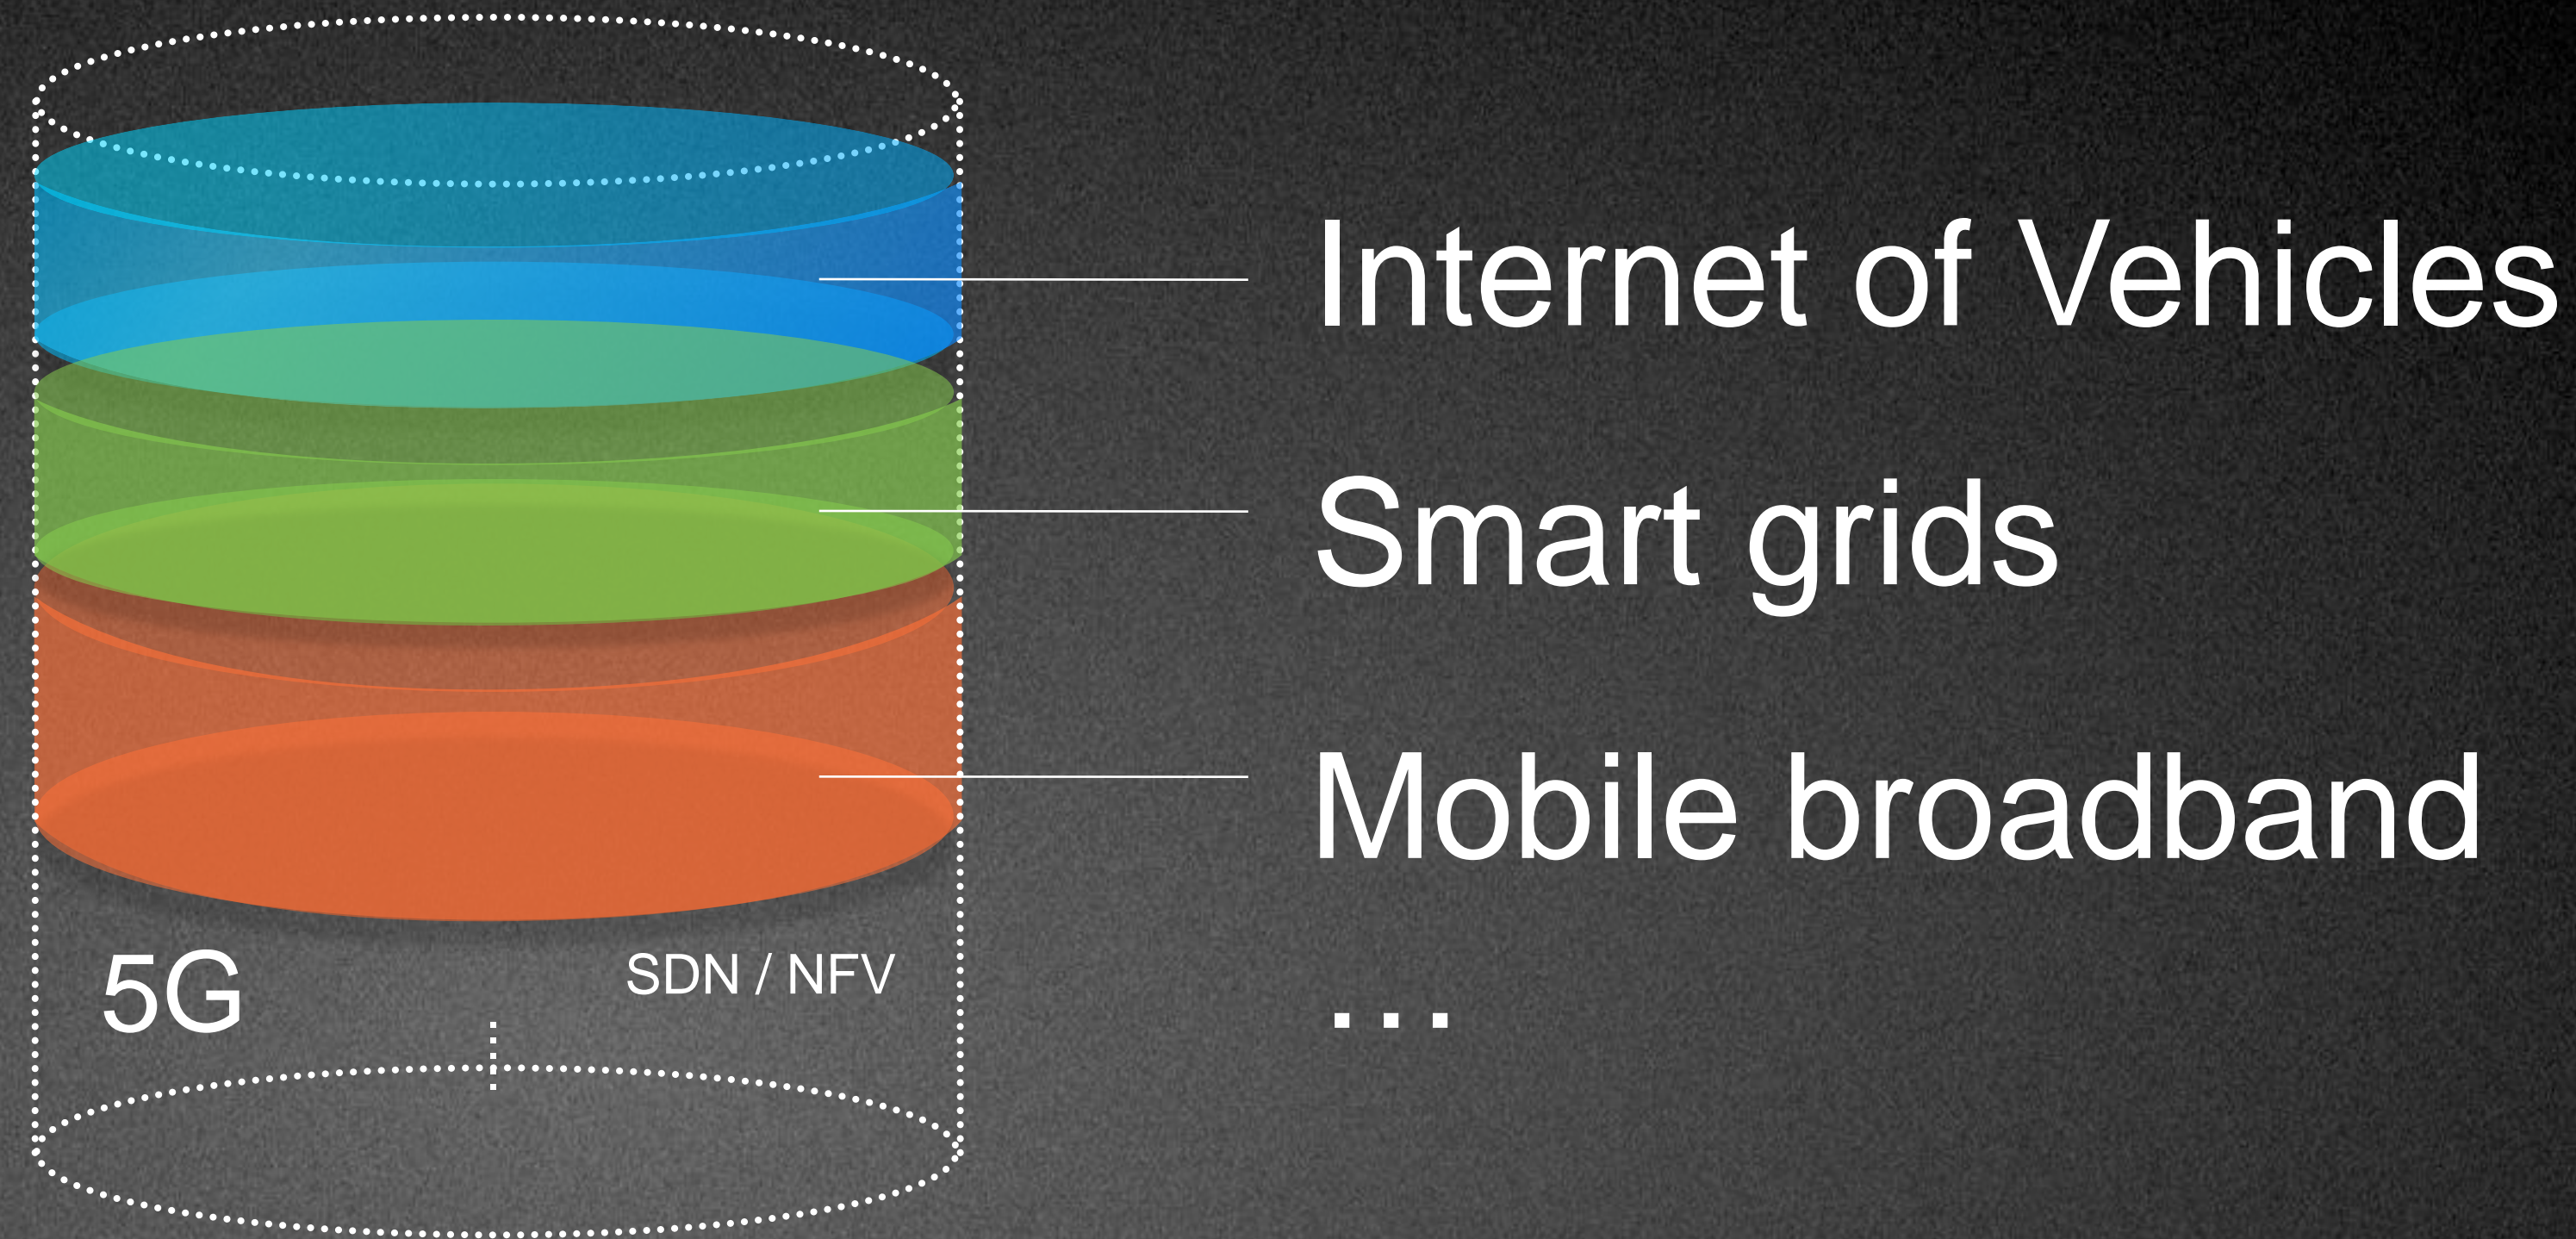 Internet of Vehicles
Smart grids
Mobile broadband
5G
SDN / NFV
…